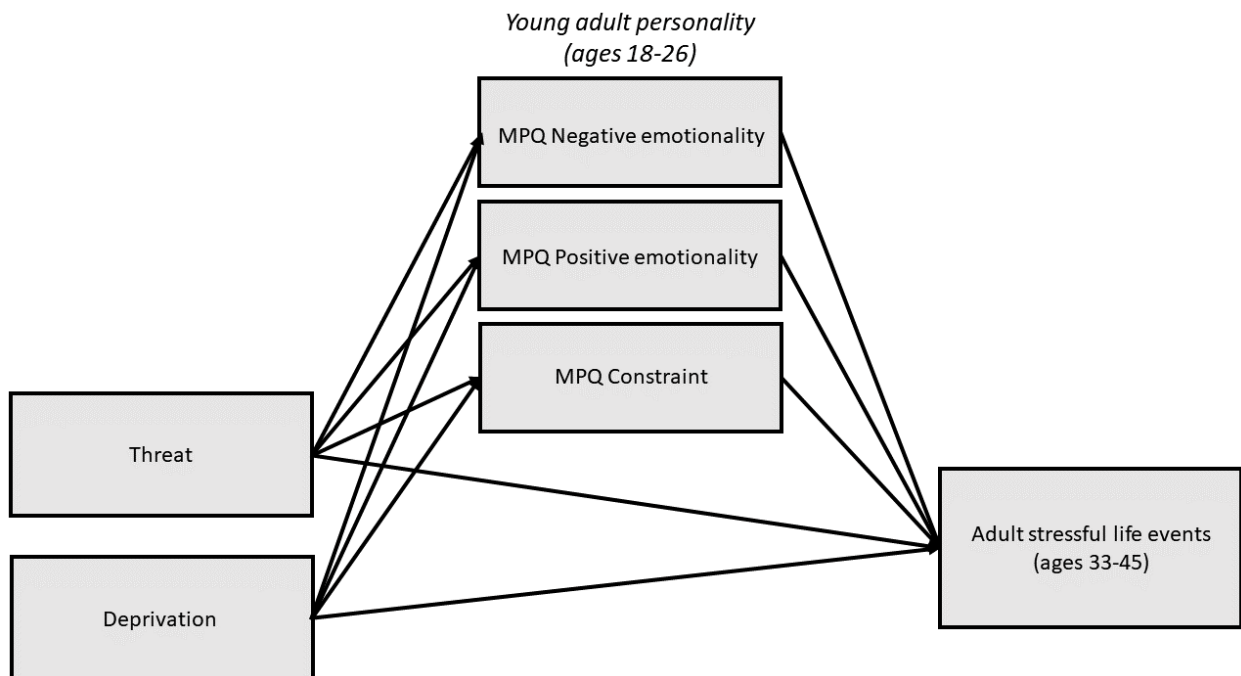 Young adult personality
(ages 18-26)
MPQ Negative emotionality
MPQ Positive emotionality
MPQ Constraint
Threat
Adult stressful life events
(ages 33-45)
Deprivation